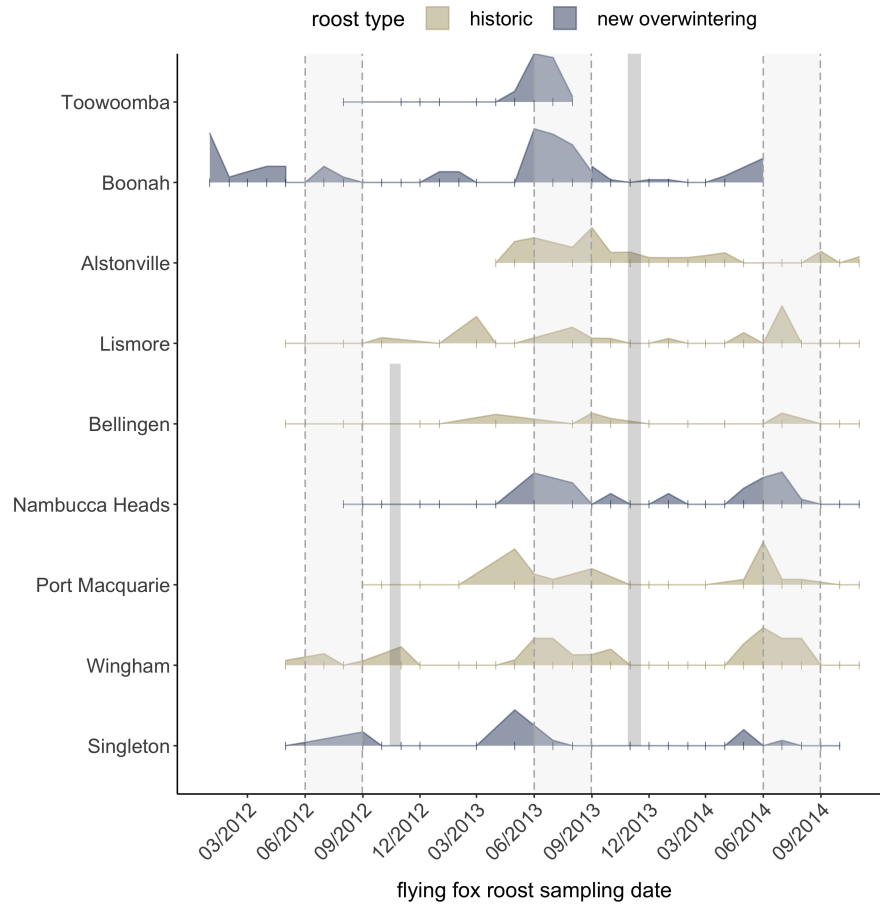 roost type historic new overwintering
Toowoomba
Boonah
Alstonville
Lismore
Bellingen
Nambucca Heads
Port Macquarie
Wingham
Singleton
03/2012 06/2012 09/2012 12/2012 03/2013 06/2013 09/2013 12/2013 03/2014 06/2014 09/2014
flying fox roost sampling date